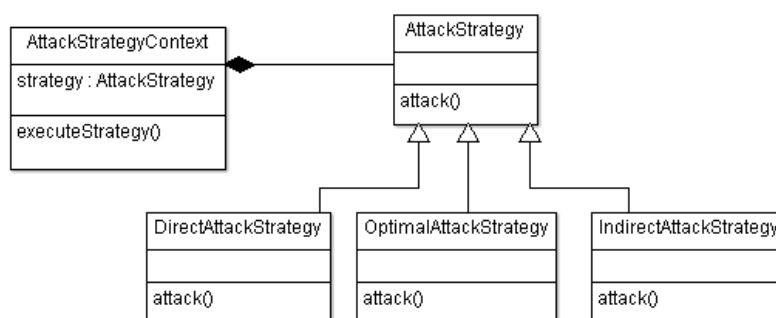 AttackStrategyContext
strategy : AttackStrategy
executeStrategy()
AttackStrategy
attack()
DirectAttackStrategy
attack()
OptimalAttackStrategy
attack()
IndirectAttackStrategy
attack()